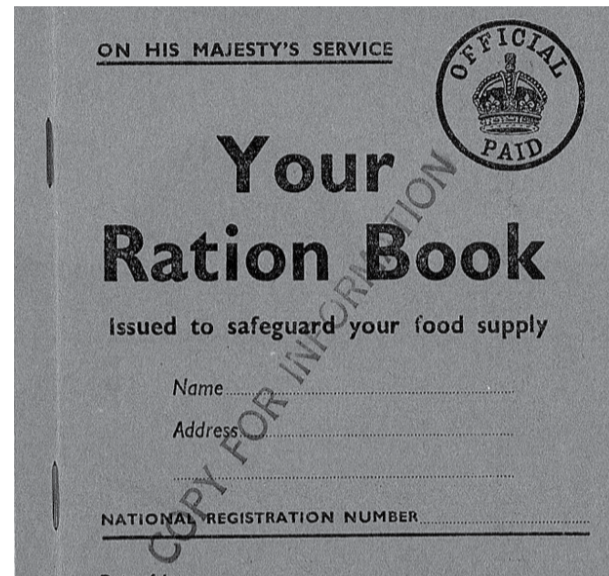 ON HIS MAJESTY'S SERVICE
OFFICIAL
PAID
Your
Ration Book
Issued to safeguard your food supply
COPY FOR INFORMATION
Name
Address
NATIONAL REGISTRATION NUMBER